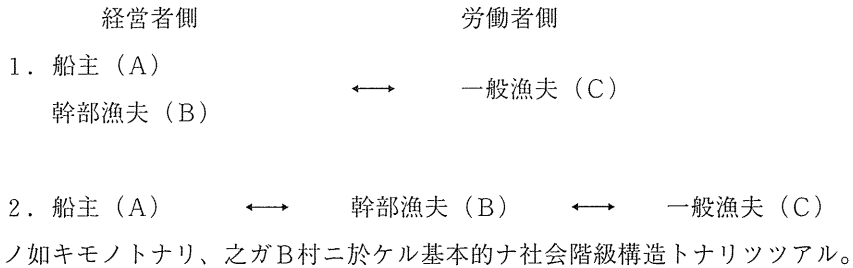 経営者側　労働者側
1．船主（A）
⟷　一般漁夫（C）
幹部漁夫（B）
2．船主（A）　⟷　幹部漁夫（B）　⟷　一般漁夫（C）
ノ如キモノトナリ、之ガB村ニ於ケル基本的ナ社会階級構造トナリツツアル。